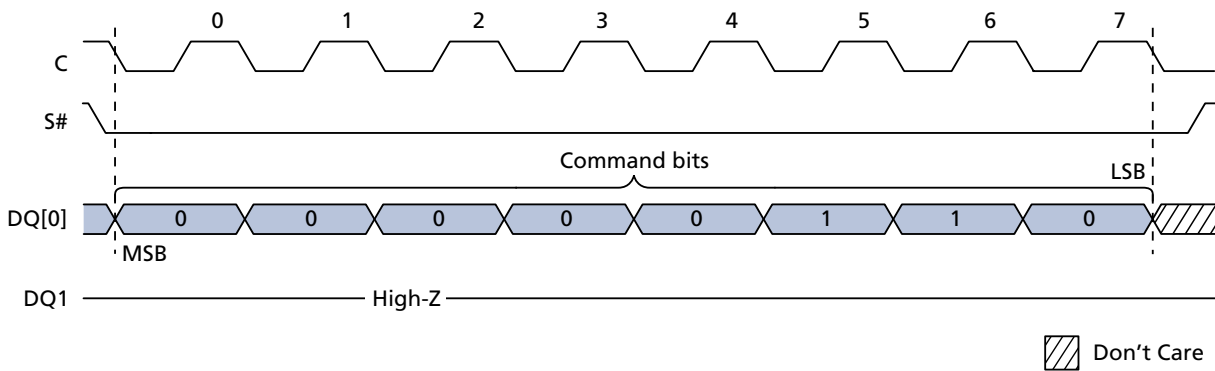 0 1 2 3 4 5 6 7
C
S#
Command bits
LSB
DQ[0] 0 0 0 0 0 1 1 0
MSB
DQ1 High-Z
Don't Care